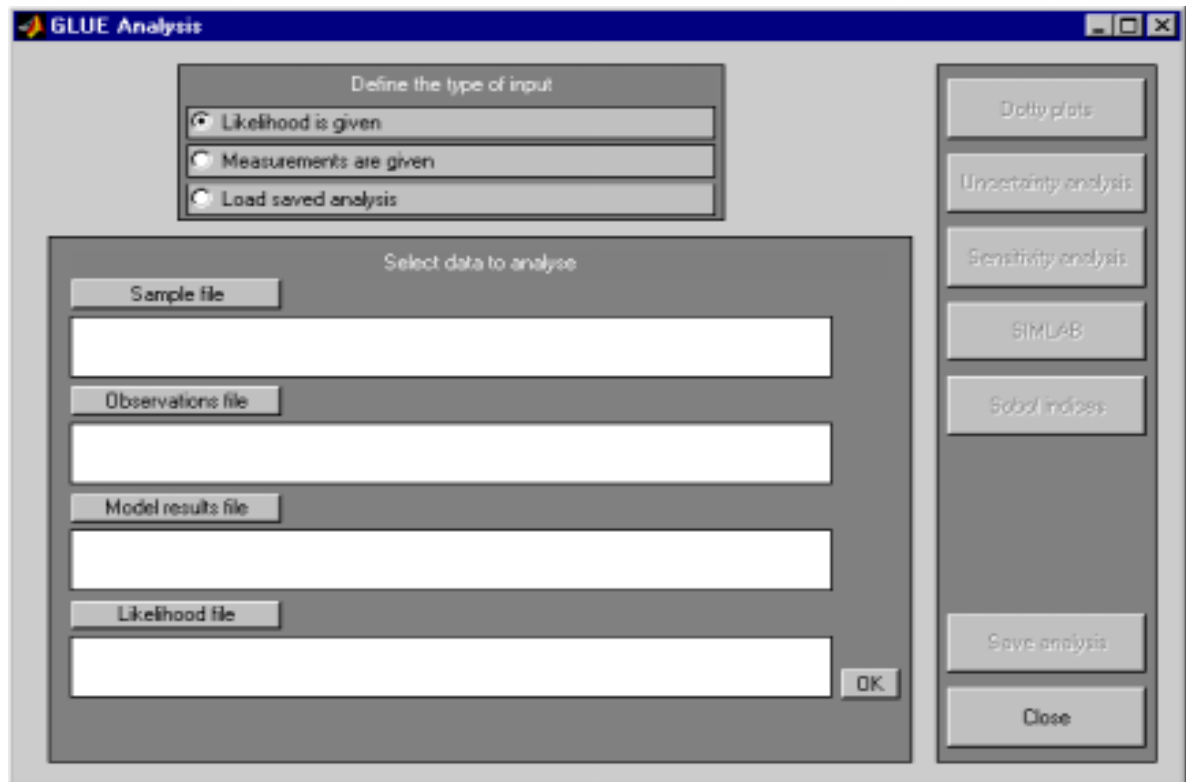 GLUE Analysis
Define the type of input
Likelihood is given
Measurements are given
Load saved analysis
Select data to analyse
Sample file
Observations file
Model results file
Likelihood file
OK
Dotty plots
Uncertainty analysis
Sensitivity analysis
SIMLAB
Sobol indices
Save analysis
Close